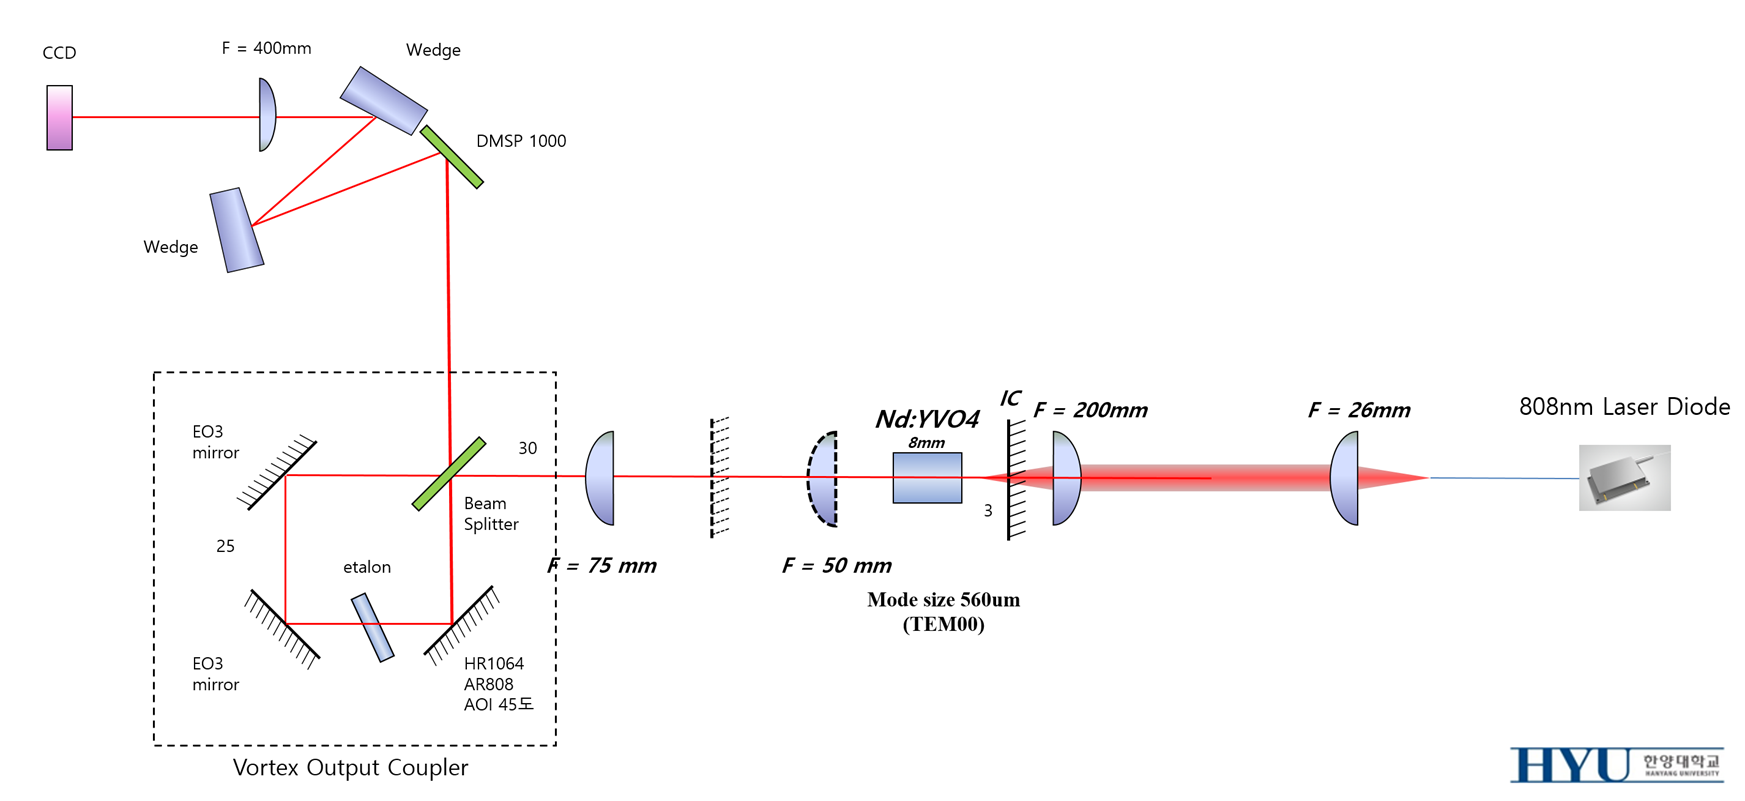 CCD
F = 400mm
Wedge
DMSP 1000
Wedge
IC
F = 200mm
F = 26mm
808nm Laser Diode
Nd:YVO4
8mm
EO3
mirror
30
Beam
Splitter
3
25
etalon
F = 75 mm
F = 50 mm
Mode size 560um
(TEM00)
EO3
mirror
HR1064
AR808
AOI 45도
Vortex Output Coupler
HYU 한양대학교
HANYANG UNIVERSITY